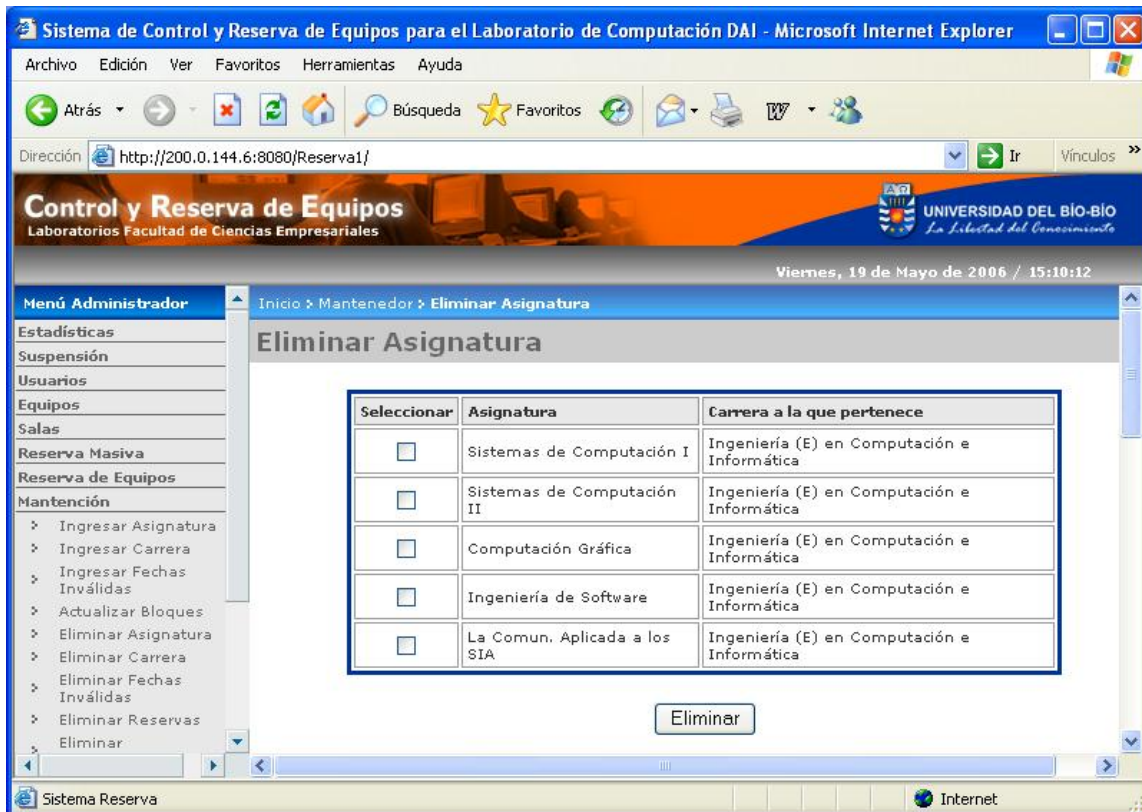 Sistema de Control y Reserva de Equipos para el Laboratorio de Computación DAI - Microsoft Internet Explorer
Archivo Edición Ver Favoritos Herramientas Ayuda
Atrás Búsqueda Favoritos
Dirección http://200.0.144.6:8080/Reserva1/ Ir Vínculos »
Control y Reserva de Equipos
Laboratorios Facultad de Ciencias Empresariales
UNIVERSIDAD DEL BÍO-BÍO
La Libertad del Conocimiento
Viernes, 19 de Mayo de 2006 / 15:10:12
Menú Administrador
Estadísticas
Suspensión
Usuarios
Equipos
Salas
Reserva Masiva
Reserva de Equipos
Mantención
Ingresar Asignatura
Ingresar Carrera
Ingresar Fechas
Inválidas
Actualizar Bloques
Eliminar Asignatura
Eliminar Carrera
Eliminar Fechas
Inválidas
Eliminar Reservas
Eliminar
Inicio > Mantenedor > Eliminar Asignatura
Eliminar Asignatura
Seleccionar Asignatura Carrera a la que pertenece
Sistemas de Computación I Ingeniería (E) en Computación e
Informática
Sistemas de Computación Ingeniería (E) en Computación e
II Informática
Computación Gráfica Ingeniería (E) en Computación e
Informática
Ingeniería de Software Ingeniería (E) en Computación e
Informática
La Comun. Aplicada a los Ingeniería (E) en Computación e
SIA Informática
Eliminar
Sistema Reserva Internet